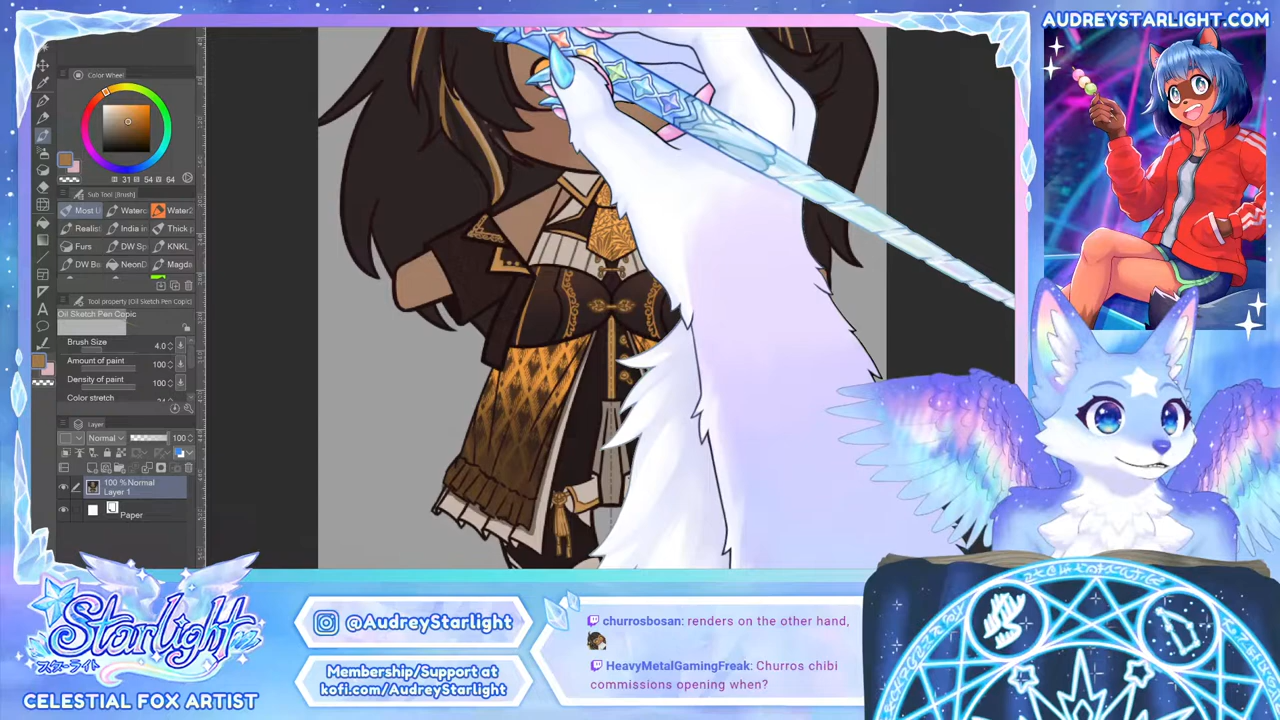 AUDREYSTARLIGHT.COM
Color Wheel
31 S 54 V 64
Sub Tool [Brush]
Most U
Waterc
Water
Realis
India in
Thick p
Furs
DW Sp
KNKL_
DW Ba
NeonD
Magda
Tool property [Oil Sketch Pen Copic]
Oil Sketch Pen Copic
Brush Size 4.0
Amount of paint 100
Density of paint 100
Color stretch
Layer
Normal 100
100 % Normal
Layer 1
Paper
Starlight
スターライト
CELESTIAL FOX ARTIST
@AudreyStarlight
Membership/Support at
kofi.com/AudreyStarlight
churrosbosan: renders on the other hand,
HeavyMetalGamingFreak: Churros chibi
commissions opening when?